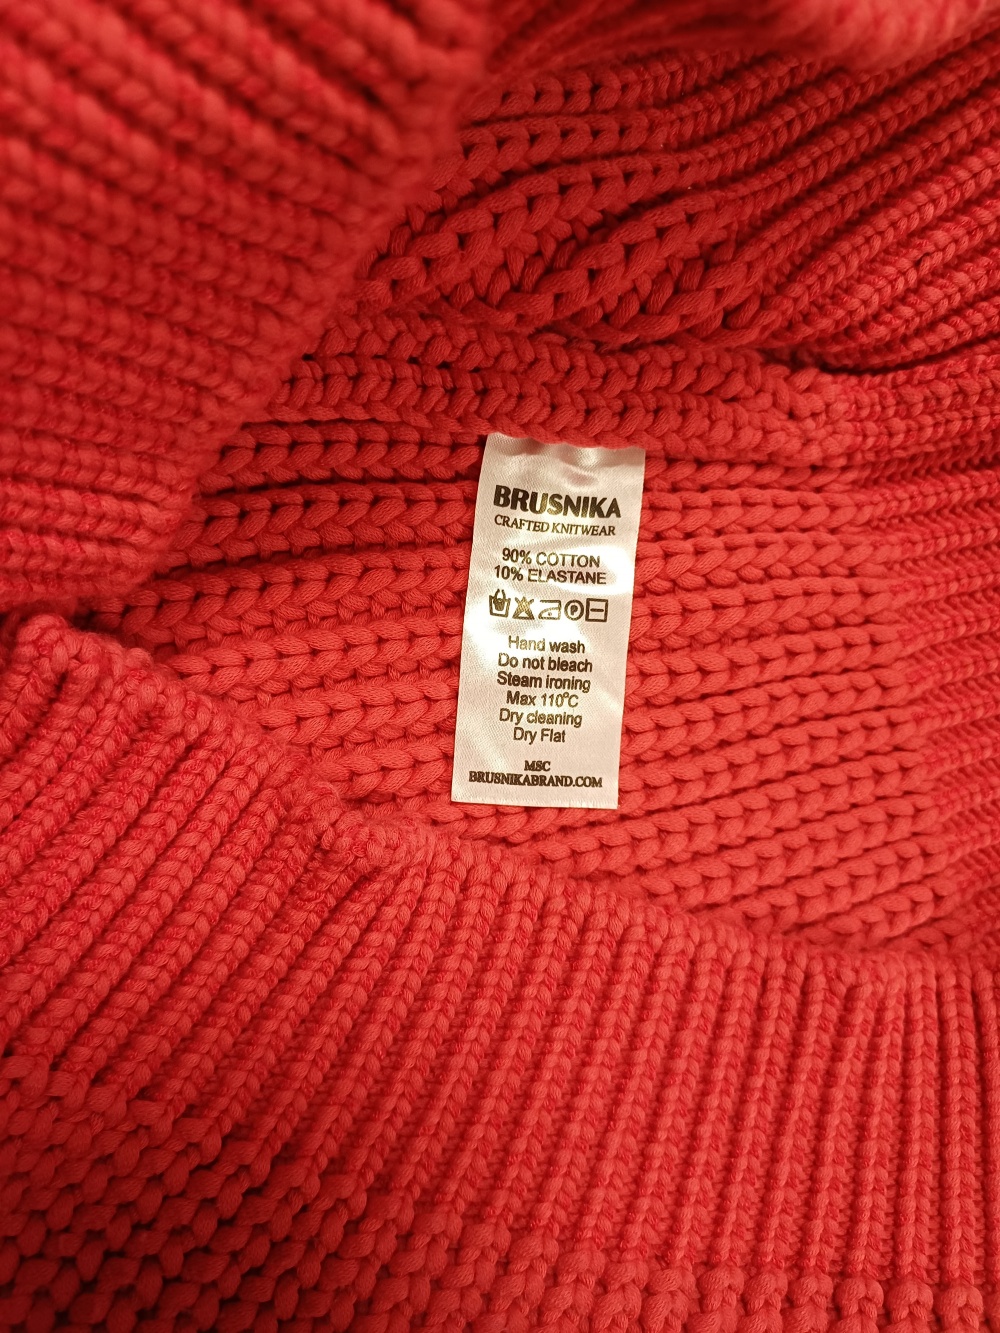 BRUSNIKA
CRAFTED KNITWEAR
90% COTTON
10% ELASTANE
P
Hand wash
Do not bleach
Steam ironing
Max 110°C
Dry cleaning
Dry Flat
MSC
BRUSNIKABRAND.COM